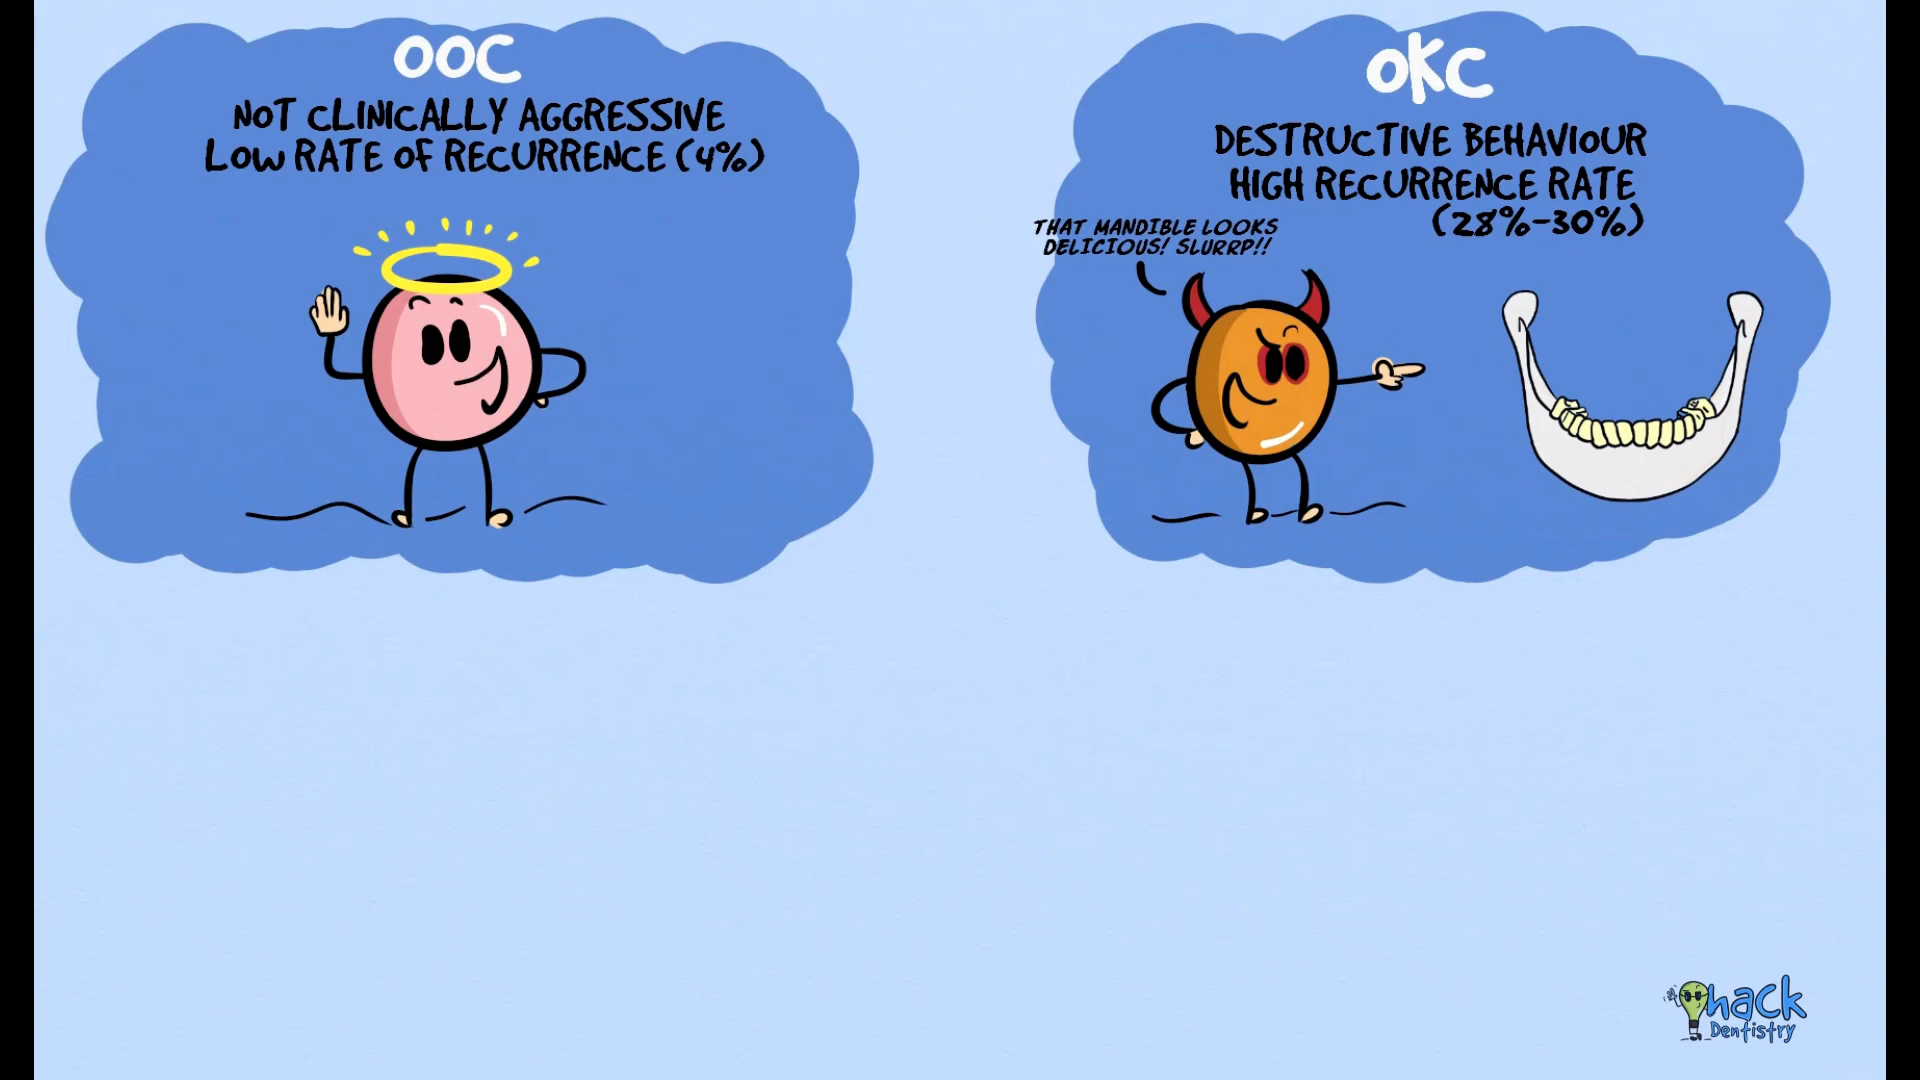 OOC
NOT CLINICALLY AGGRESSIVE
LOW RATE OF RECURRENCE (4%)
OKC
DESTRUCTIVE BEHAVIOUR
HIGH RECURRENCE RATE
(28%-30%)
THAT MANDIBLE LOOKS
DELICIOUS! SLURRP!!
hack
Dentistry